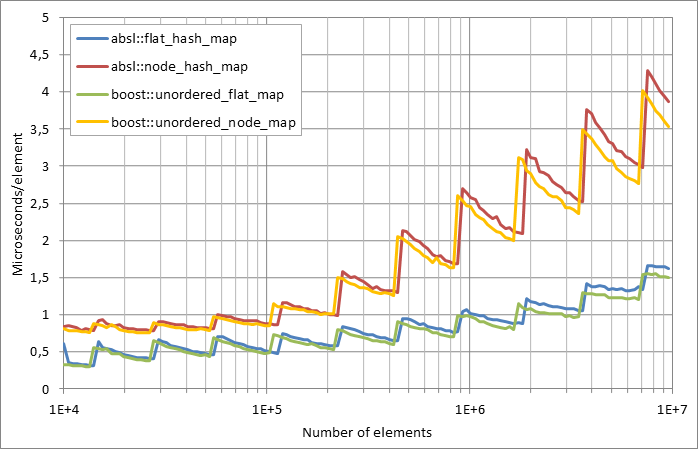 5
4,5
4
3,5
3
2,5
2
1,5
1
0,5
0
Microseconds/element
absl::flat_hash_map
absl::node_hash_map
boost::unordered_flat_map
boost::unordered_node_map
1E+4
1E+5
1E+6
1E+7
Number of elements